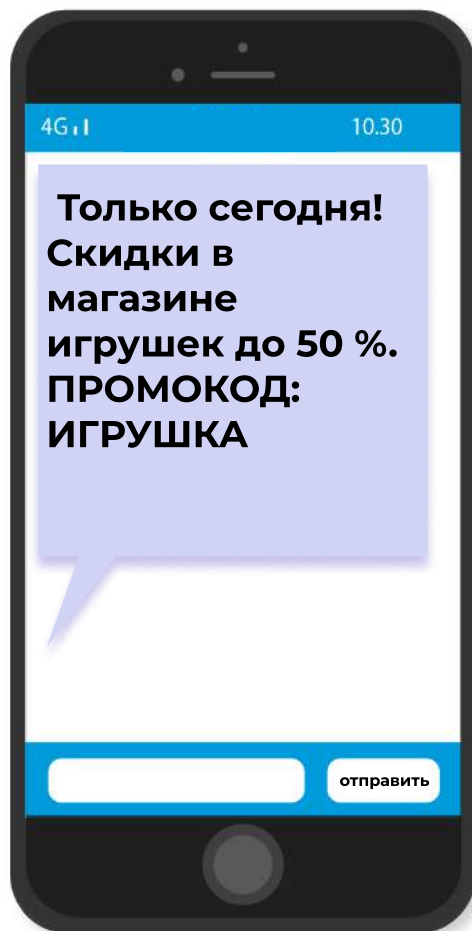 4G
10.30
Только сегодня!
Скидки в
магазине
игрушек до 50 %.
ПРОМОКОД:
ИГРУШКА
отправить